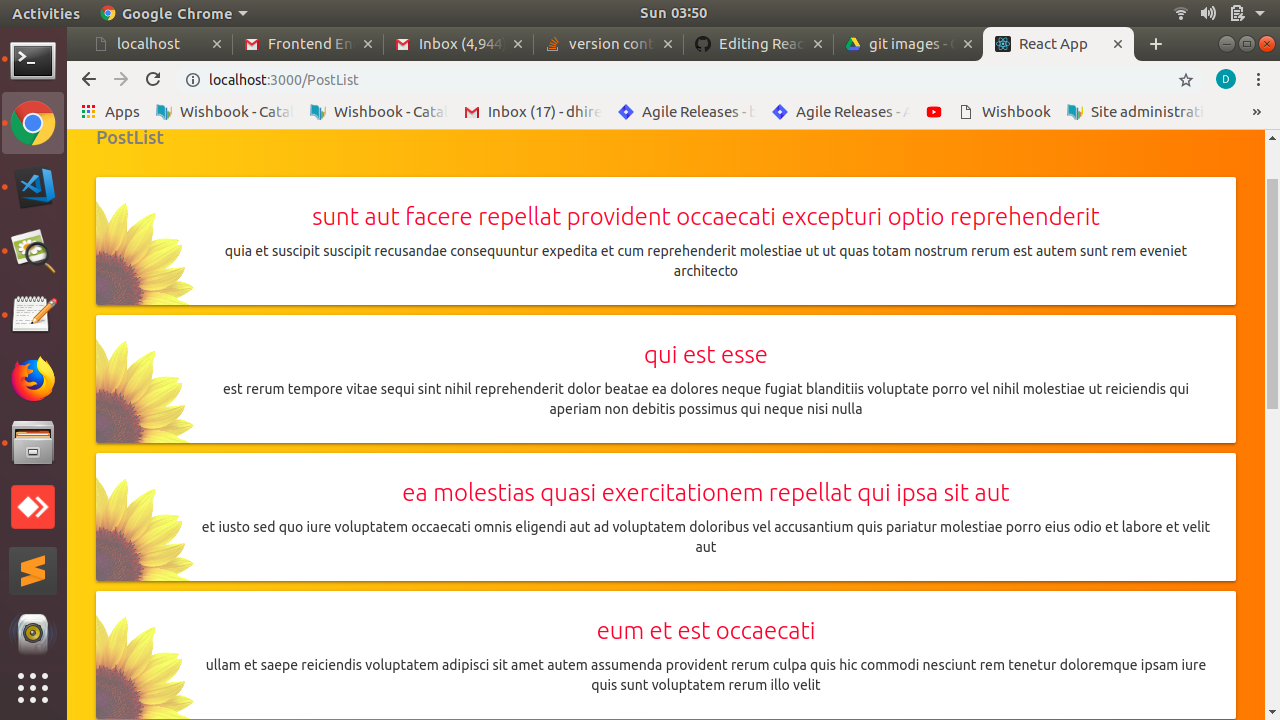 Activities
Google Chrome
Sun 03:50
localhost
Frontend En
Inbox (4,944
version cont
Editing Reac
git images -
React App
localhost:3000/PostList
D
Apps
Wishbook - Catal
Wishbook - Catal
Inbox (17) - dhire
Agile Releases - b
Agile Releases - A
Wishbook
Site administrati
»
PostList
sunt aut facere repellat provident occaecati excepturi optio reprehenderit
quia et suscipit suscipit recusandae consequuntur expedita et cum reprehenderit molestiae ut ut quas totam nostrum rerum est autem sunt rem eveniet
architecto
qui est esse
est rerum tempore vitae sequi sint nihil reprehenderit dolor beatae ea dolores neque fugiat blanditiis voluptate porro vel nihil molestiae ut reiciendis qui
aperiam non debitis possimus qui neque nisi nulla
ea molestias quasi exercitationem repellat qui ipsa sit aut
et iusto sed quo iure voluptatem occaecati omnis eligendi aut ad voluptatem doloribus vel accusantium quis pariatur molestiae porro eius odio et labore et velit
aut
eum et est occaecati
ullam et saepe reiciendis voluptatem adipisci sit amet autem assumenda provident rerum culpa quis hic commodi nesciunt rem tenetur doloremque ipsam iure
quis sunt voluptatem rerum illo velit